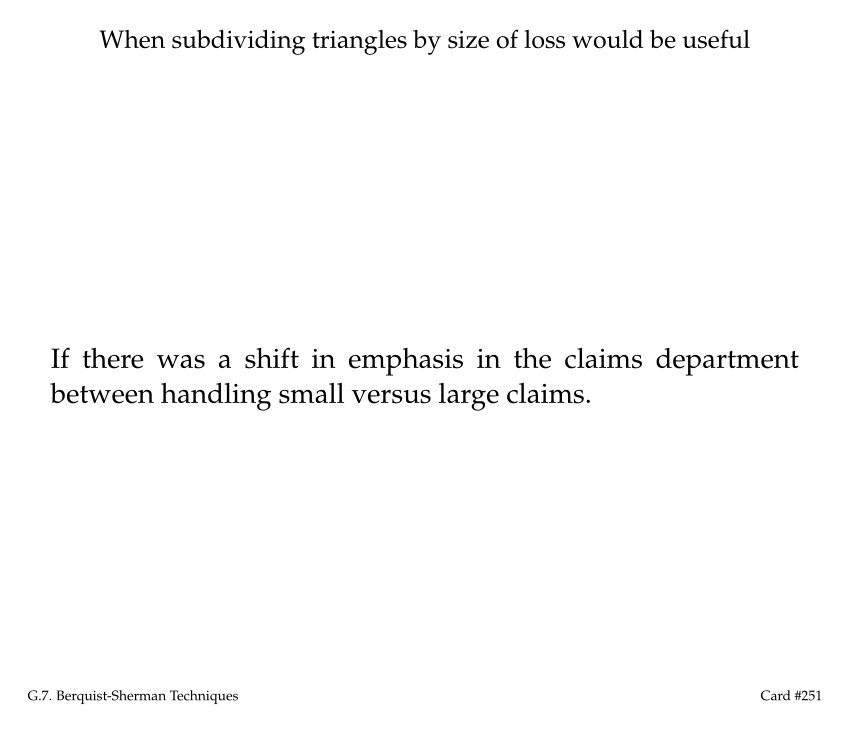 When subdividing triangles by size of loss would be useful
If there was a shift in emphasis in the claims department
between handling small versus large claims.
G.7. Berquist-Sherman Techniques
Card #251